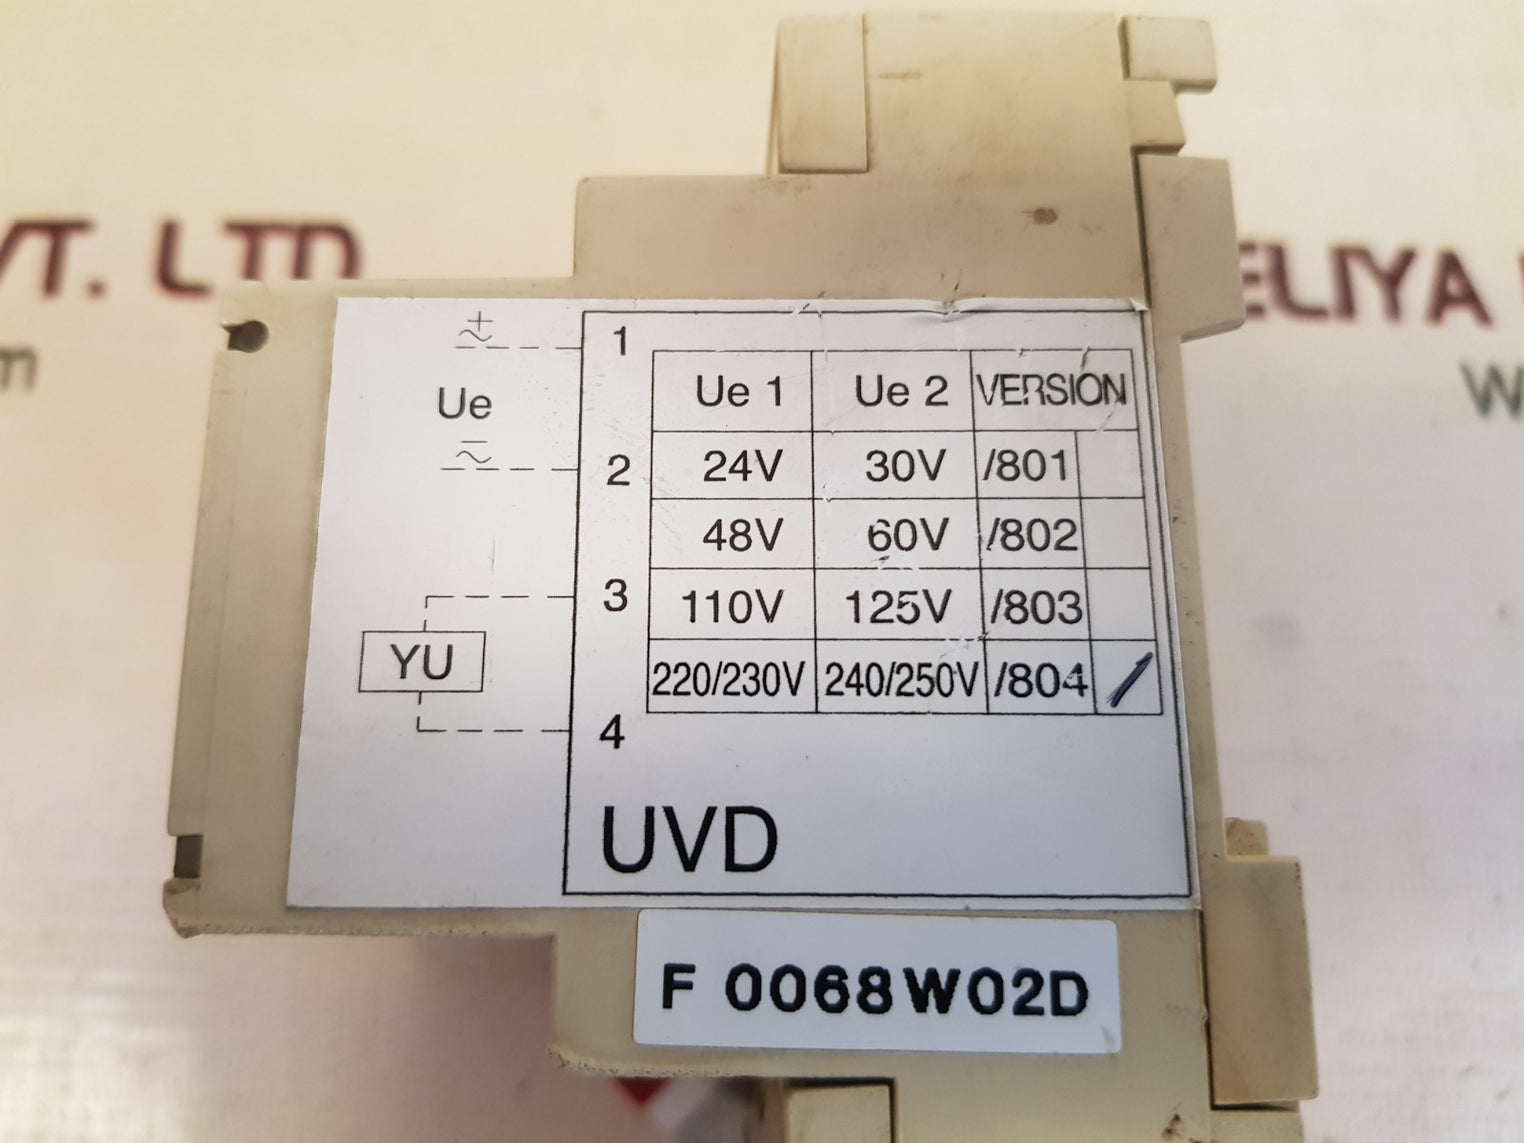 VT. LTD
ELIYA
m
W
+
~
1
Ue 1 Ue 2 VERSION
Ue
–
~
2
24V 30V /801
48V 60V /802
3
110V 125V /803
YU
220/230V 240/250V /804 /
4
UVD
F 0068W02D